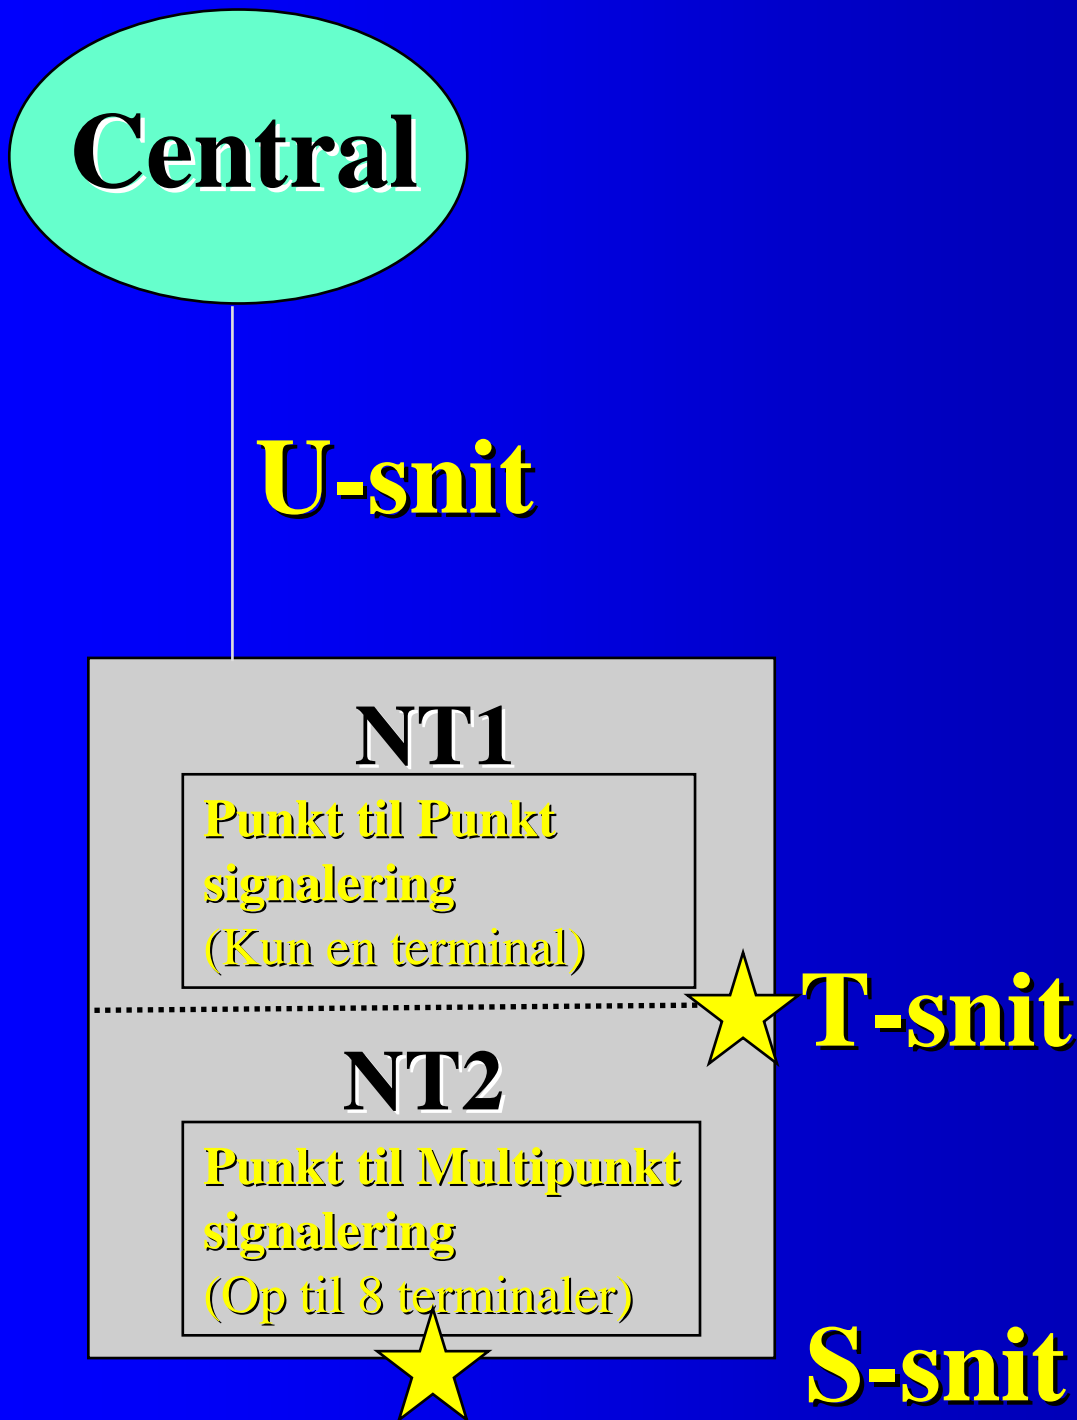 Central
U-snit
NT1
Punkt til Punkt
signalering
(Kun en terminal)
T-snit
NT2
Punkt til Multipunkt
signalering
(Op til 8 terminaler)
S-snit